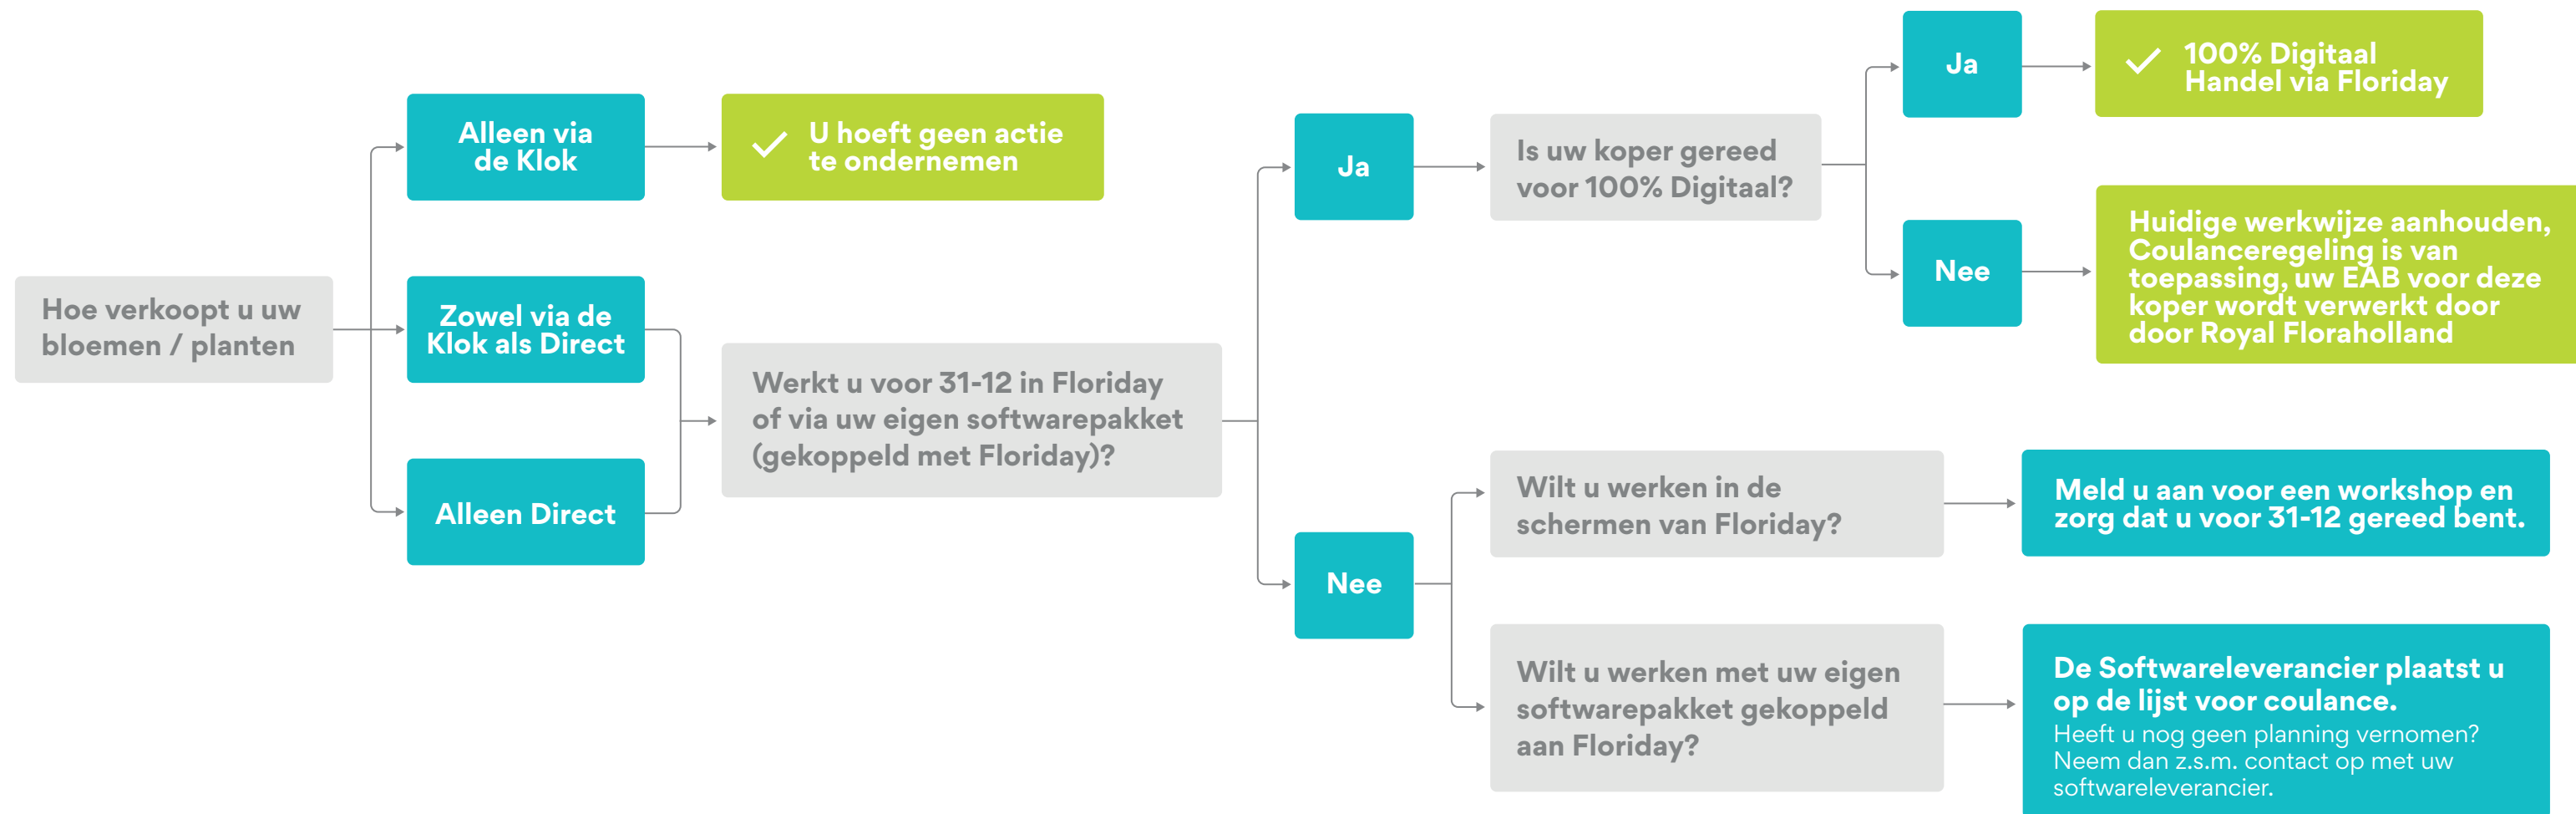 Hoe verkoopt u uw
bloemen / planten
Alleen via
de Klok
U hoeft geen actie
te ondernemen
Zowel via de
Klok als Direct
Alleen Direct
Werkt u voor 31-12 in Floriday
of via uw eigen softwarepakket
(gekoppeld met Floriday)?
Ja
Is uw koper gereed
voor 100% Digitaal?
Ja
100% Digitaal
Handel via Floriday
Nee
Huidige werkwijze aanhouden,
Coulanceregeling is van
toepassing, uw EAB voor deze
koper wordt verwerkt door
door Royal Floraholland
Nee
Wilt u werken in de
schermen van Floriday?
Meld u aan voor een workshop en
zorg dat u voor 31-12 gereed bent.
Wilt u werken met uw eigen
softwarepakket gekoppeld
aan Floriday?
De Softwareleverancier plaatst u
op de lijst voor coulance.
Heeft u nog geen planning vernomen?
Neem dan z.s.m. contact op met uw
softwareleverancier.